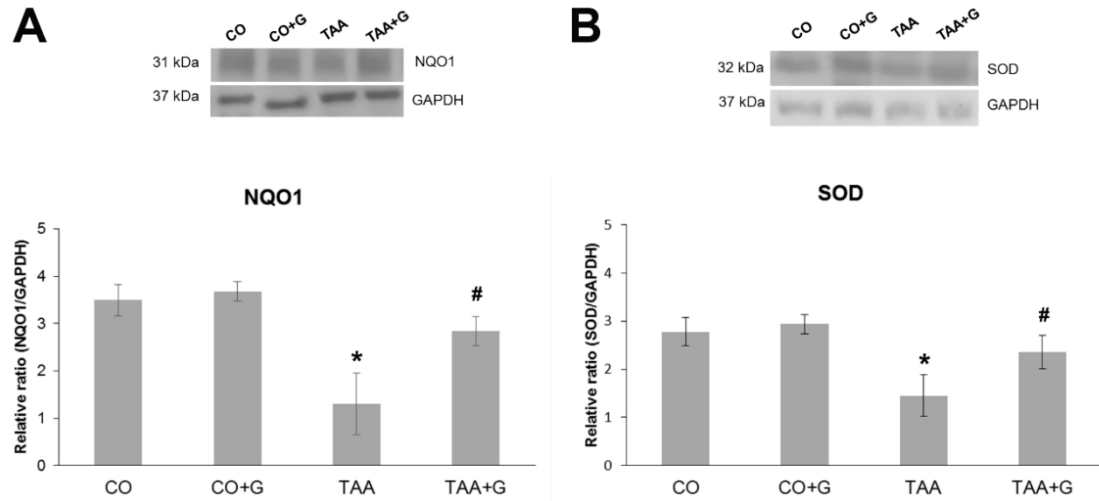 A
CO CO+G TAA TAA+G
31 kDa NQO1
37 kDa GAPDH
NQO1
Relative ratio (NQO1/GAPDH)
5
4
3
2
1
0
*
#
CO CO+G TAA TAA+G
B
CO CO+G TAA TAA+G
32 kDa SOD
37 kDa GAPDH
SOD
Relative ratio (SOD/GAPDH)
5
4
3
2
1
0
*
#
CO CO+G TAA TAA+G